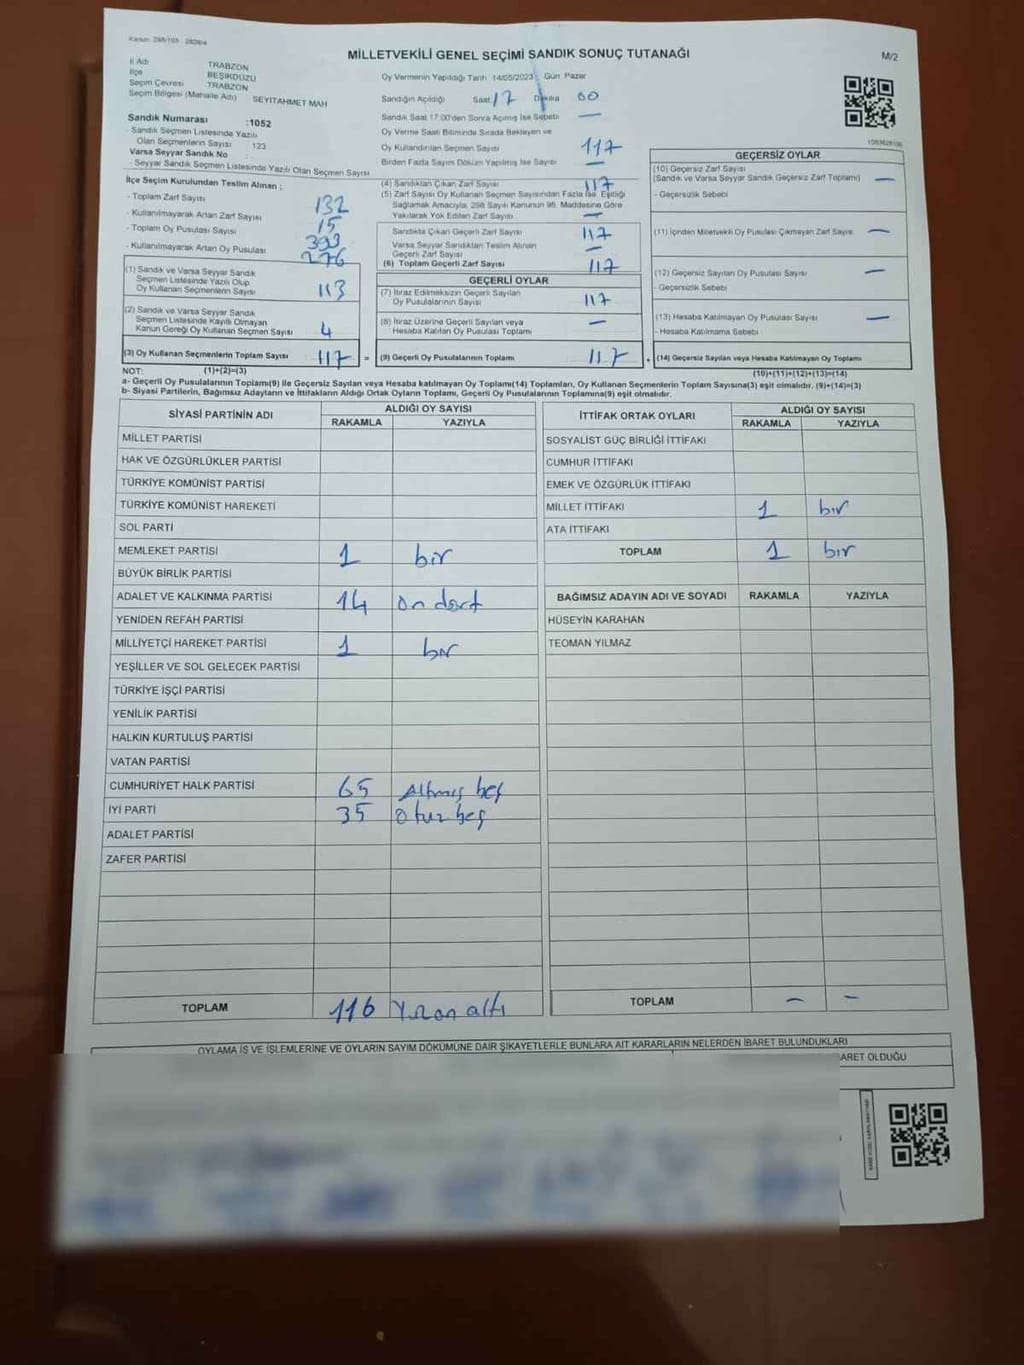 MİLLETVEKİLİ GENEL SEÇİMİ SANDIK SONUÇ TUTANAĞI
M/2
İl Adı TRABZON
İlçe BEŞİKDÜZÜ
Seçim Çevresi TRABZON
Seçim Bölgesi (Mahalle Adı) SEYİTAHMET MAH
Sandık Numarası :1052
- Sandık Seçmen Listesinde Yazılı
Olan Seçmenlerin Sayısı 123
Varsa Seyyar Sandık No :
- Seyyar Sandık Seçmen Listesinde Yazılı Olan Seçmen Sayısı
İlçe Seçim Kurulundan Teslim Alınan ;
- Toplam Zarf Sayısı 132
- Kullanılmayarak Artan Zarf Sayısı 15
- Toplam Oy Pusulası Sayısı 393
- Kullanılmayarak Artan Oy Pusulası 276
(1) Sandık ve Varsa Seyyar Sandık
Seçmen Listesinde Yazılı Olup
Oy Kullanan Seçmenlerin Sayısı 113
(2) Sandık ve Varsa Seyyar Sandık
Seçmen Listesinde Kayıtlı Olmayan
Kanun Gereği Oy Kullanan Seçmen Sayısı 4
(3) Oy Kullanan Seçmenlerin Toplam Sayısı 117 =
Oy Vermenin Yapıldığı Tarih 14/05/2023 Gün: Pazar
Sandığın Açıldığı Saat 17 Dakika 00
Sandık Saat 17.00'den Sonra Açılmış İse Sebebi —
Oy Verme Saati Bitiminde Sırada Bekleyen ve
Oy Kullandırılan Seçmen Sayısı 117
Birden Fazla Sayım Döküm Yapılmış İse Sayısı —
(4) Sandıktan Çıkan Zarf Sayısı 117
(5) Zarf Sayısı Oy Kullanan Seçmen Sayısından Fazla İse, Eşitliği
Sağlamak Amacıyla, 298 Sayılı Kanunun 98. Maddesine Göre
Yakılarak Yok Edilen Zarf Sayısı —
Sandıkta Çıkan Geçerli Zarf Sayısı 117
Varsa Seyyar Sandıktan Teslim Alınan
Geçerli Zarf Sayısı —
(6) Toplam Geçerli Zarf Sayısı 117
GEÇERLİ OYLAR
(7) İtiraz Edilmeksizin Geçerli Sayılan
Oy Pusulalarının Sayısı 117
(8) İtiraz Üzerine Geçerli Sayılan veya
Hesaba Katılan Oy Pusulası Toplamı —
(9) Geçerli Oy Pusulalarının Toplamı 117 +
GEÇERSİZ OYLAR
(10) Geçersiz Zarf Sayısı
(Sandık ve Varsa Seyyar Sandık Geçersiz Zarf Toplamı) —
- Geçersizlik Sebebi
(11) İçinden Milletvekili Oy Pusulası Çıkmayan Zarf Sayısı —
(12) Geçersiz Sayılan Oy Pusulası Sayısı —
- Geçersizlik Sebebi
(13) Hesaba Katılmayan Oy Pusulası Sayısı —
- Hesaba Katılmama Sebebi
(14) Geçersiz Sayılan veya Hesaba Katılmayan Oy Toplamı
NOT: (1)+(2)=(3) (10)+(11)+(12)+(13)=(14)
a- Geçerli Oy Pusulalarının Toplamı(9) ile Geçersiz Sayılan veya Hesaba katılmayan Oy Toplamı(14) Toplamları, Oy Kullanan Seçmenlerin Toplam Sayısına(3) eşit olmalıdır. (9)+(14)=(3)
b- Siyasi Partilerin, Bağımsız Adayların ve İttifakların Aldığı Ortak Oyların Toplamı, Geçerli Oy Pusulalarının Toplamına(9) eşit olmalıdır.
SİYASİ PARTİNİN ADI ALDIĞI OY SAYISI
RAKAMLA YAZIYLA
MİLLET PARTİSİ
HAK VE ÖZGÜRLÜKLER PARTİSİ
TÜRKİYE KOMÜNİST PARTİSİ
TÜRKİYE KOMÜNİST HAREKETİ
SOL PARTİ
MEMLEKET PARTİSİ 1 bir
BÜYÜK BİRLİK PARTİSİ
ADALET VE KALKINMA PARTİSİ 14 on dört
YENİDEN REFAH PARTİSİ
MİLLİYETÇİ HAREKET PARTİSİ 1 bir
YEŞİLLER VE SOL GELECEK PARTİSİ
TÜRKİYE İŞÇİ PARTİSİ
YENİLİK PARTİSİ
HALKIN KURTULUŞ PARTİSİ
VATAN PARTİSİ
CUMHURİYET HALK PARTİSİ 65 Altmış beş
İYİ PARTİ 35 Otuz beş
ADALET PARTİSİ
ZAFER PARTİSİ
TOPLAM 116 Yüzon altı
İTTİFAK ORTAK OYLARI ALDIĞI OY SAYISI
RAKAMLA YAZIYLA
SOSYALİST GÜÇ BİRLİĞİ İTTİFAKI
CUMHUR İTTİFAKI
EMEK VE ÖZGÜRLÜK İTTİFAKI
MİLLET İTTİFAKI 1 bir
ATA İTTİFAKI
TOPLAM 1 bir
BAĞIMSIZ ADAYIN ADI VE SOYADI RAKAMLA YAZIYLA
HÜSEYİN KARAHAN
TEOMAN YILMAZ
TOPLAM — —
OYLAMA İŞ VE İŞLEMLERİNE VE OYLARIN SAYIM DÖKÜMÜNE DAİR ŞİKAYETLERLE BUNLARA AİT KARARLARIN NELERDEN İBARET BULUNDUKLARI
BARET OLDUĞU